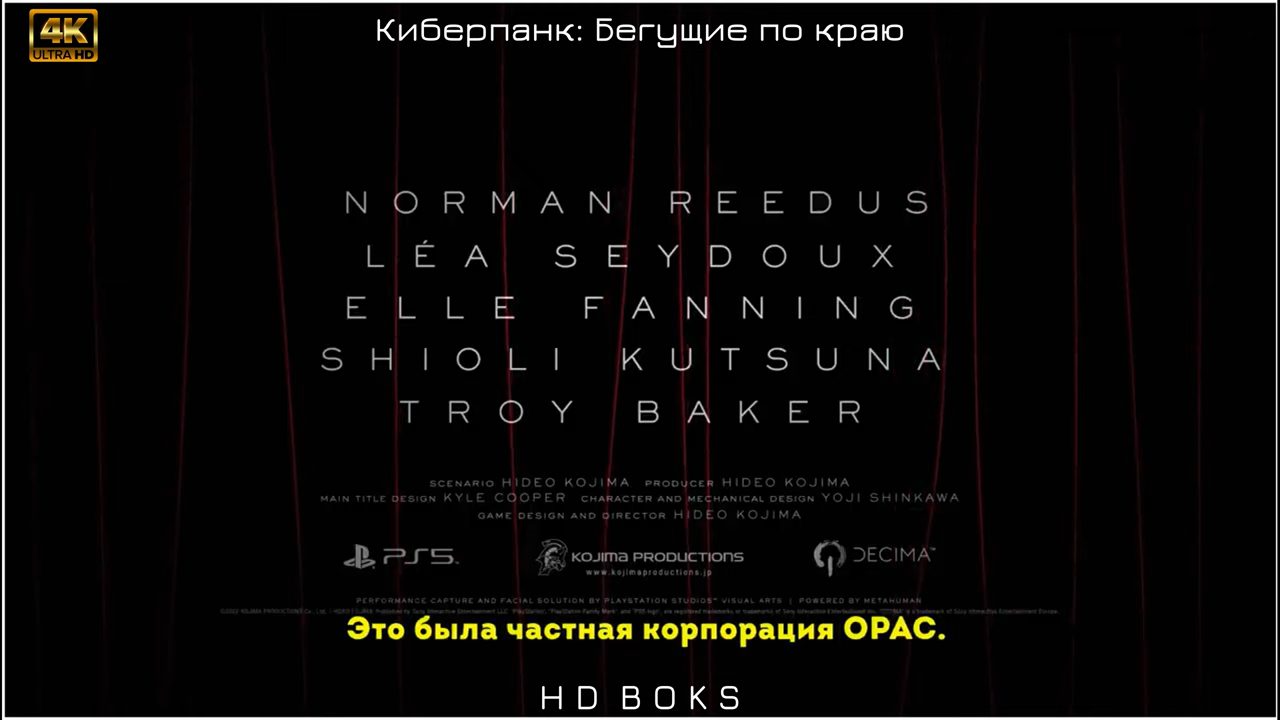 4K
ULTRA HD
Киберпанк: Бегущие по краю
NORMAN REEDUS
LÉA SEYDOUX
ELLE FANNING
SHIOLI KUTSUNA
TROY BAKER
SCENARIO HIDEO KOJIMA PRODUCER HIDEO KOJIMA
MAIN TITLE DESIGN KYLE COOPER CHARACTER AND MECHANICAL DESIGN YOJI SHINKAWA
GAME DESIGN AND DIRECTOR HIDEO KOJIMA
PS5 KOJIMA PRODUCTIONS DECIMA™
www.kojimaproductions.jp
PERFORMANCE CAPTURE AND FACIAL SOLUTION BY PLAYSTATION STUDIOS™ VISUAL ARTS | POWERED BY METAHUMAN
Это была частная корпорация ОРАС.
HD BOKS